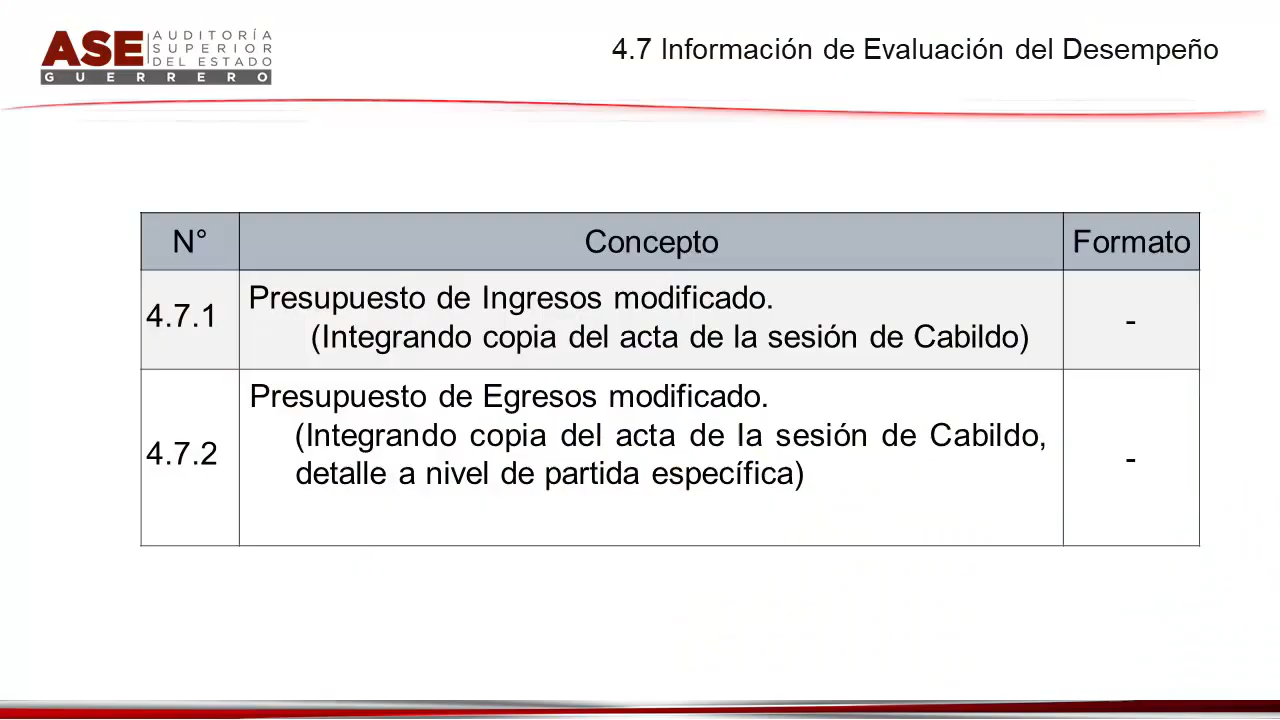 ASE
AUDITORÍA
SUPERIOR
DEL ESTADO
GUERRERO
4.7 Información de Evaluación del Desempeño
N° Concepto Formato
4.7.1
Presupuesto de Ingresos modificado.
(Integrando copia del acta de la sesión de Cabildo)
-
4.7.2
Presupuesto de Egresos modificado.
(Integrando copia del acta de la sesión de Cabildo,
detalle a nivel de partida específica)
-